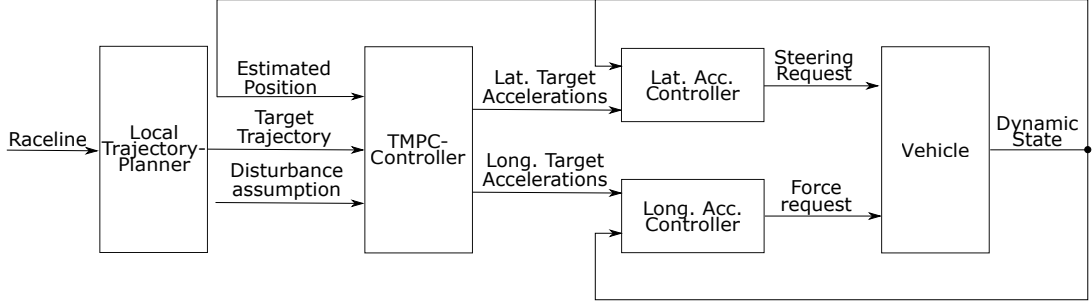 Raceline
Local
Trajectory-
Planner
Estimated
Position
Target
Trajectory
Disturbance
assumption
TMPC-
Controller
Lat. Target
Accelerations
Long. Target
Accelerations
Lat. Acc.
Controller
Long. Acc.
Controller
Steering
Request
Force
request
Vehicle
Dynamic
State